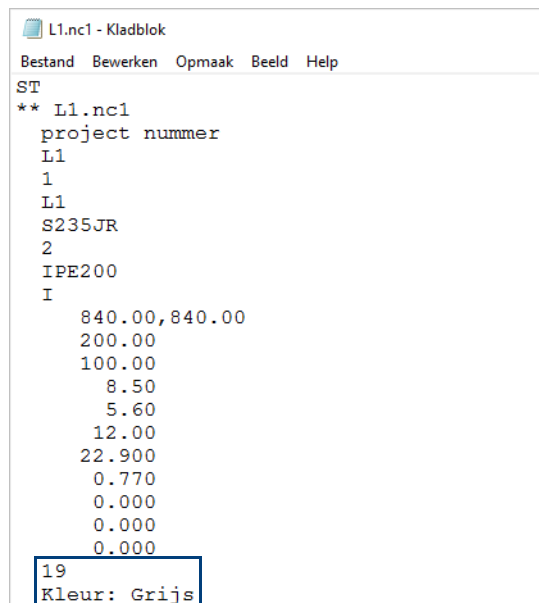 L1.nc1 - Kladblok
Bestand Bewerken Opmaak Beeld Help
ST
** L1.nc1
project nummer
L1
1
L1
S235JR
2
IPE200
I
840.00,840.00
200.00
100.00
8.50
5.60
12.00
22.900
0.770
0.000
0.000
0.000
19
Kleur: Grijs